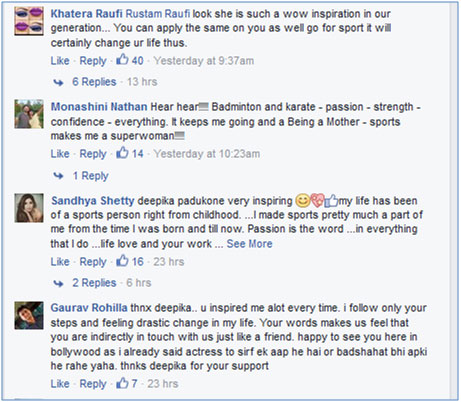 Khatera Raufi Rustam Raufi look she is such a wow inspiration in our
generation... You can apply the same on you as well go for sport it will
certainly change ur life thus.
Like · Reply · 40 · Yesterday at 9:37am
6 Replies · 13 hrs
Monashini Nathan Hear hear!!!! Badminton and karate - passion - strength -
confidence - everything. It keeps me going and a Being a Mother - sports
makes me a superwoman!!!!
Like · Reply · 14 · Yesterday at 10:23am
1 Reply
Sandhya Shetty deepika padukone very inspiring my life has been
of a sports person right from childhood. ...I made sports pretty much a part of
me from the time I was born and till now. Passion is the word ...in everything
that I do ...life love and your work ... See More
Like · Reply · 16 · 23 hrs
2 Replies · 6 hrs
Gaurav Rohilla thnx deepika.. u inspired me alot every time. i follow only your
steps and feeling drastic change in my life. Your words makes us feel that
you are indirectly in touch with us just like a friend. happy to see you here in
bollywood as i already said actress to sirf ek aap he hai or badshahat bhi apki
he rahe yaha. thnks deepika for your support
Like · Reply · 7 · 23 hrs